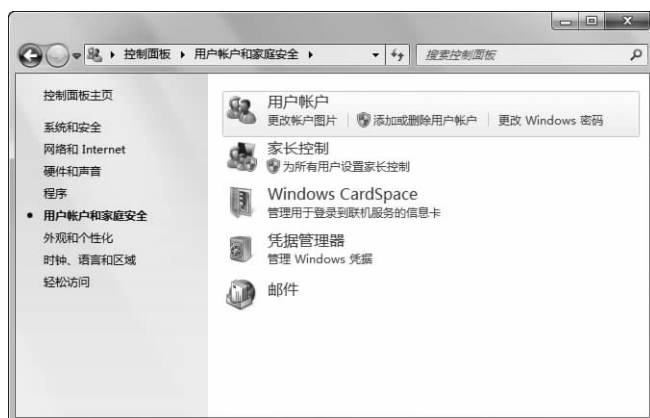 控制面板 用户帐户和家庭安全 搜索控制面板
控制面板主页
系统和安全
网络和 Internet
硬件和声音
程序
用户帐户和家庭安全
外观和个性化
时钟、语言和区域
轻松访问
用户帐户
更改帐户图片 添加或删除用户帐户 更改 Windows 密码
家长控制
为所有用户设置家长控制
Windows CardSpace
管理用于登录到联机服务的信息卡
凭据管理器
管理 Windows 凭据
邮件